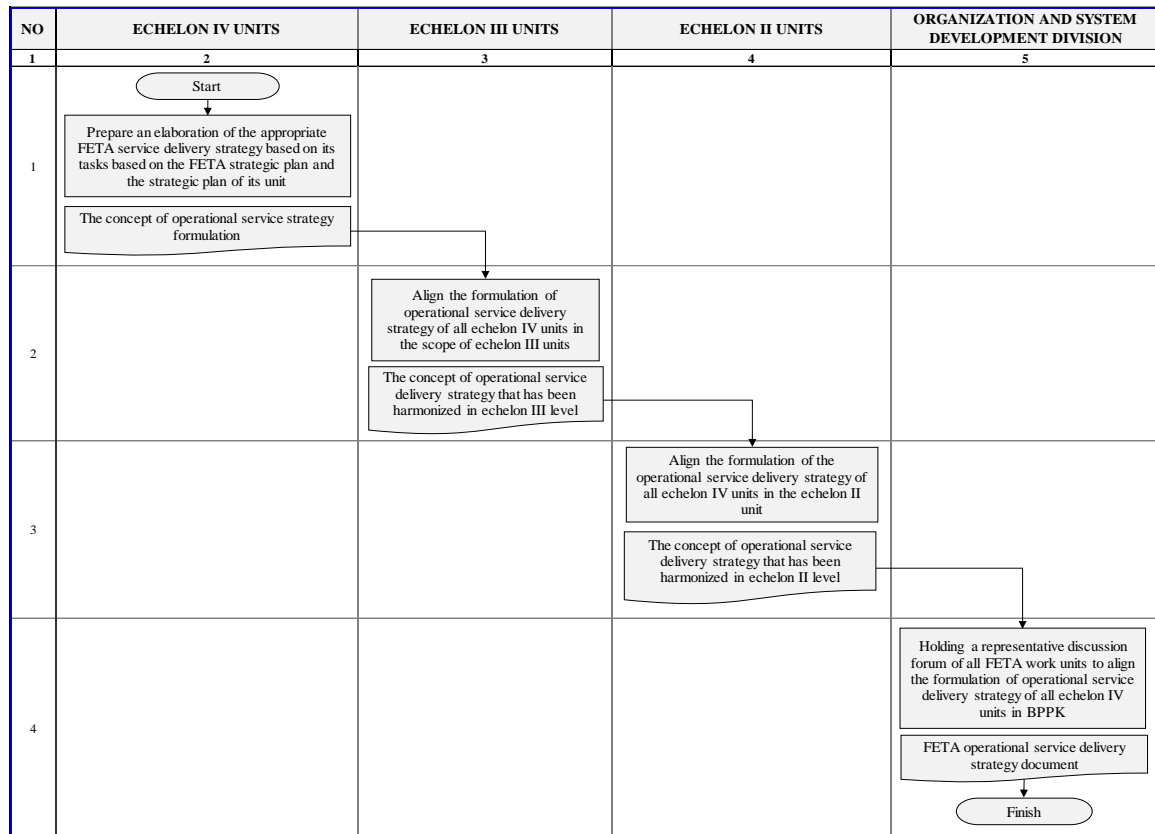 NO
ECHELON IV UNITS
ECHELON III UNITS
ECHELON II UNITS
ORGANIZATION AND SYSTEM
DEVELOPMENT DIVISION
1
2
3
4
5
1
Start
Prepare an elaboration of the appropriate
FETA service delivery strategy based on its
tasks based on the FETA strategic plan and
the strategic plan of its unit
The concept of operational service strategy
formulation
2
Align the formulation of
operational service delivery
strategy of all echelon IV units in
the scope of echelon III units
The concept of operational service
delivery strategy that has been
harmonized in echelon III level
3
Align the formulation of the
operational service delivery strategy of
all echelon IV units in the echelon II
unit
The concept of operational service
delivery strategy that has been
harmonized in echelon II level
4
Holding a representative discussion
forum of all FETA work units to align
the formulation of operational service
delivery strategy of all echelon IV
units in BPPK
FETA operational service delivery
strategy document
Finish